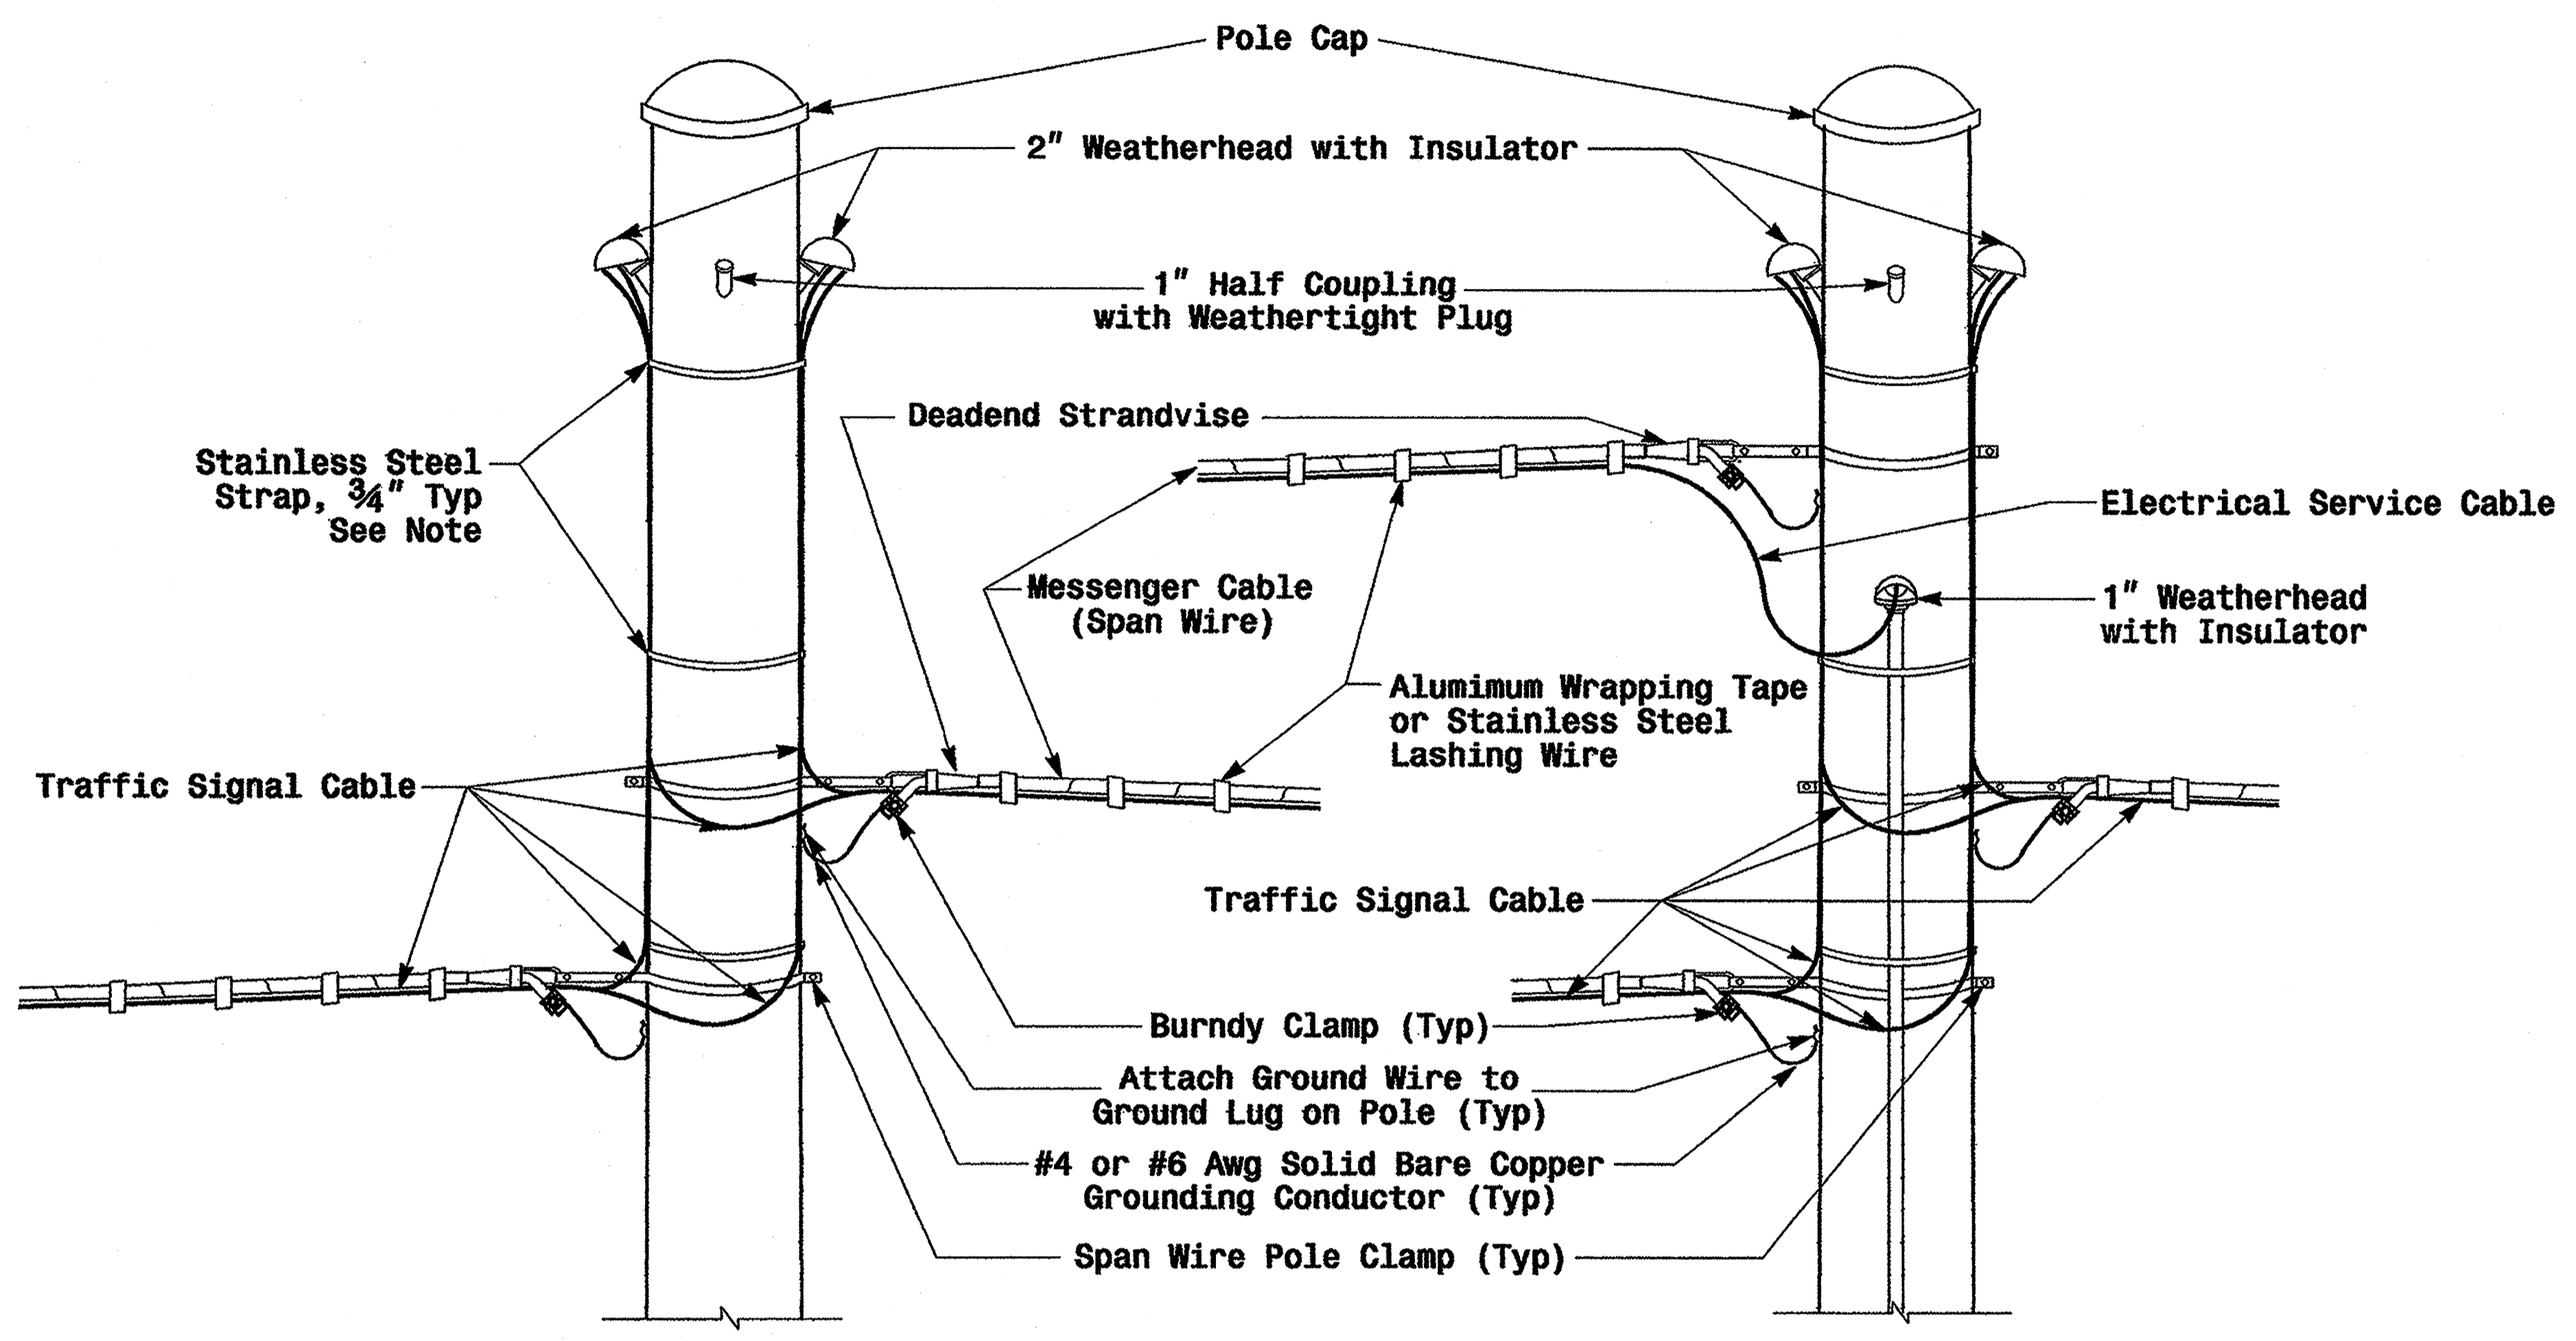 Pole Cap
2" Weatherhead with Insulator
1" Half Coupling
with Weathertight Plug
Deadend Strandvise
Stainless Steel
Strap, ¾" Typ
See Note
Electrical Service Cable
Messenger Cable
(Span Wire)
1" Weatherhead
with Insulator
Alumimum Wrapping Tape
or Stainless Steel
Lashing Wire
Traffic Signal Cable
Traffic Signal Cable
Burndy Clamp (Typ)
Attach Ground Wire to
Ground Lug on Pole (Typ)
#4 or #6 Awg Solid Bare Copper
Grounding Conductor (Typ)
Span Wire Pole Clamp (Typ)